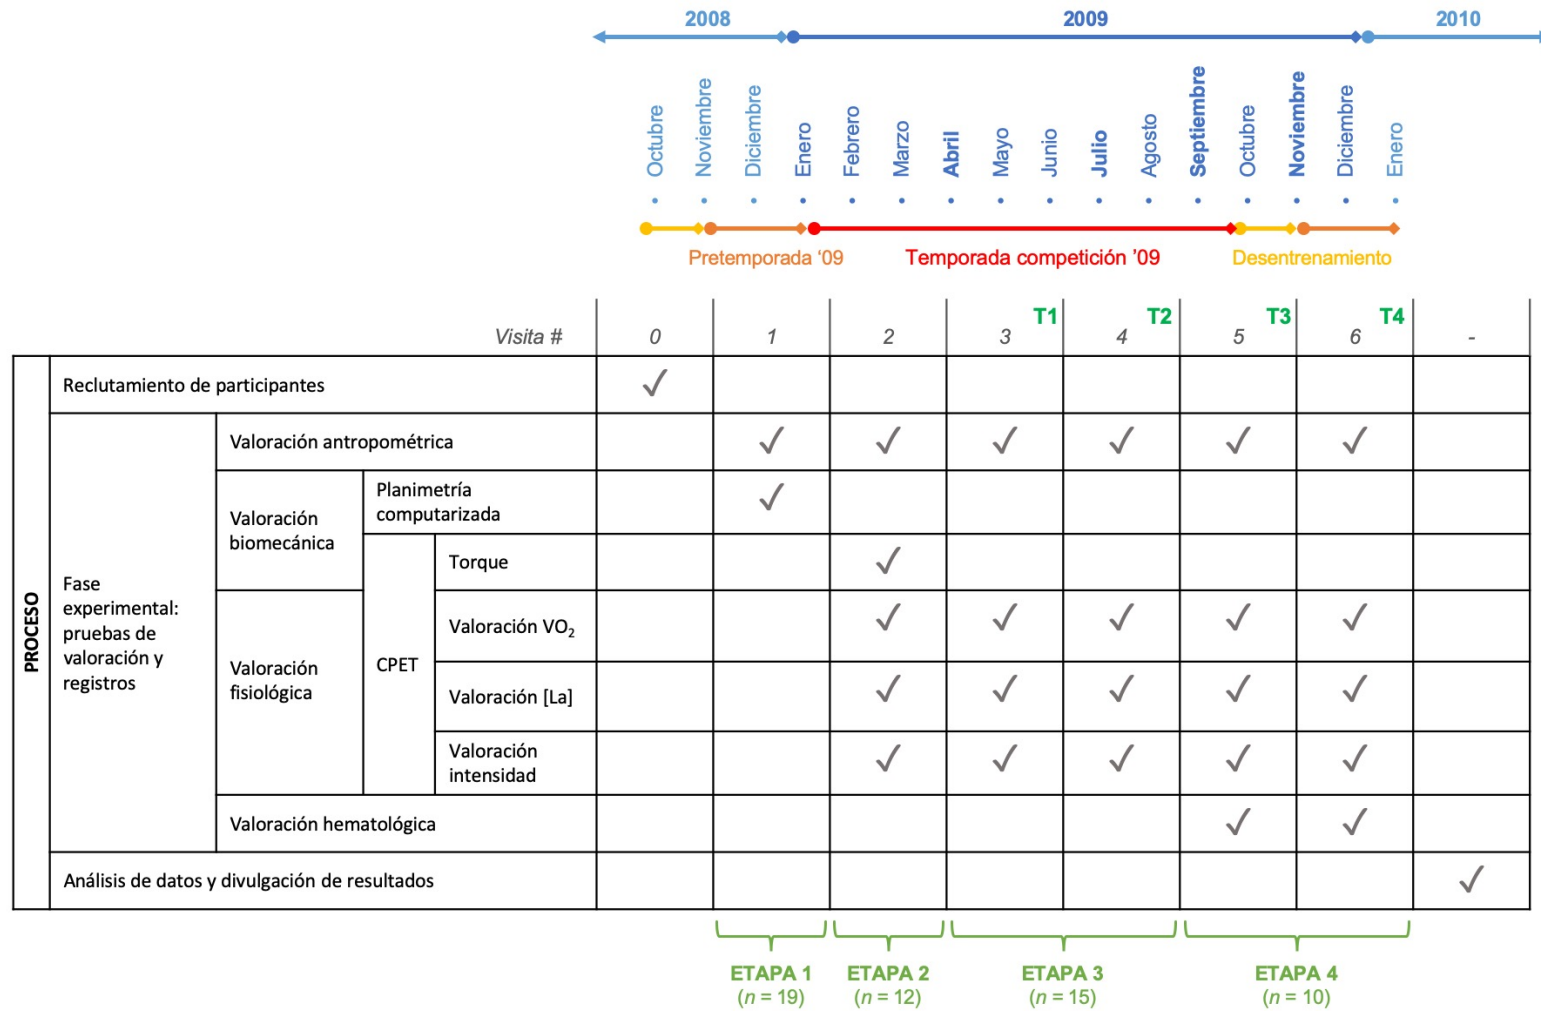 2008 2009 2010
Octubre Noviembre Diciembre Enero Febrero Marzo Abril Mayo Junio Julio Agosto Septiembre Octubre Noviembre Diciembre Enero
Pretemporada ‘09 Temporada competición ’09 Desentrenamiento
T1 T2 T3 T4
Visita # 0 1 2 3 4 5 6 -
PROCESO
Reclutamiento de participantes ✓
Fase
experimental:
pruebas de
valoración y
registros
Valoración antropométrica ✓ ✓ ✓ ✓ ✓ ✓
Valoración
biomecánica
Planimetría
computarizada ✓
CPET
Torque ✓
Valoración
fisiológica
Valoración VO₂ ✓ ✓ ✓ ✓ ✓
Valoración [La] ✓ ✓ ✓ ✓ ✓
Valoración
intensidad ✓ ✓ ✓ ✓ ✓
Valoración hematológica ✓ ✓
Análisis de datos y divulgación de resultados ✓
ETAPA 1 ETAPA 2 ETAPA 3 ETAPA 4
(n = 19) (n = 12) (n = 15) (n = 10)